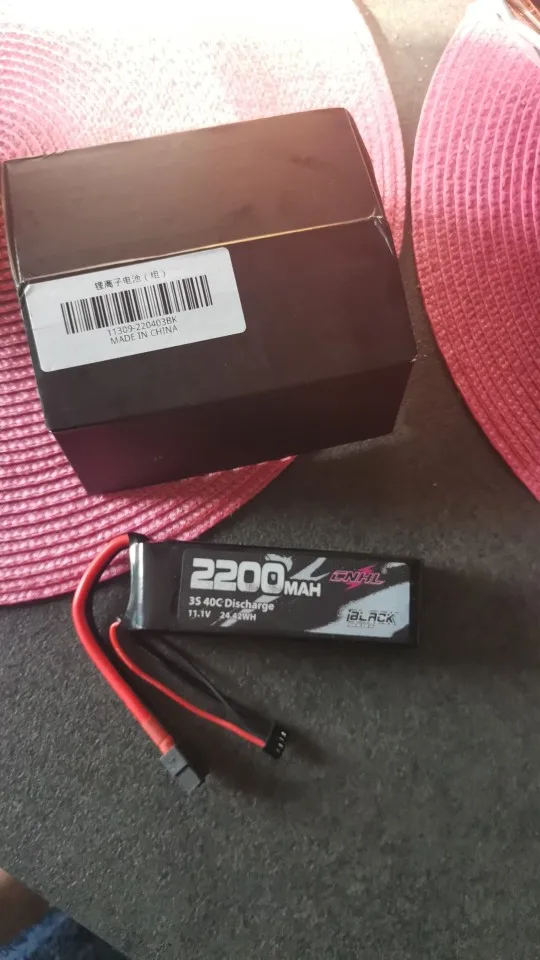 锂离子电池（组）
11309-220403BK
MADE IN CHINA
2200MAH
CNHL
3S 40C Discharge
11.1V 24.42WH
BLACK